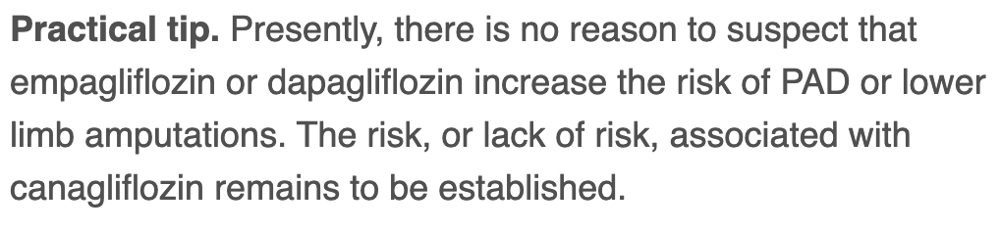 Practical tip. Presently, there is no reason to suspect that
empagliflozin or dapagliflozin increase the risk of PAD or lower
limb amputations. The risk, or lack of risk, associated with
canagliflozin remains to be established.